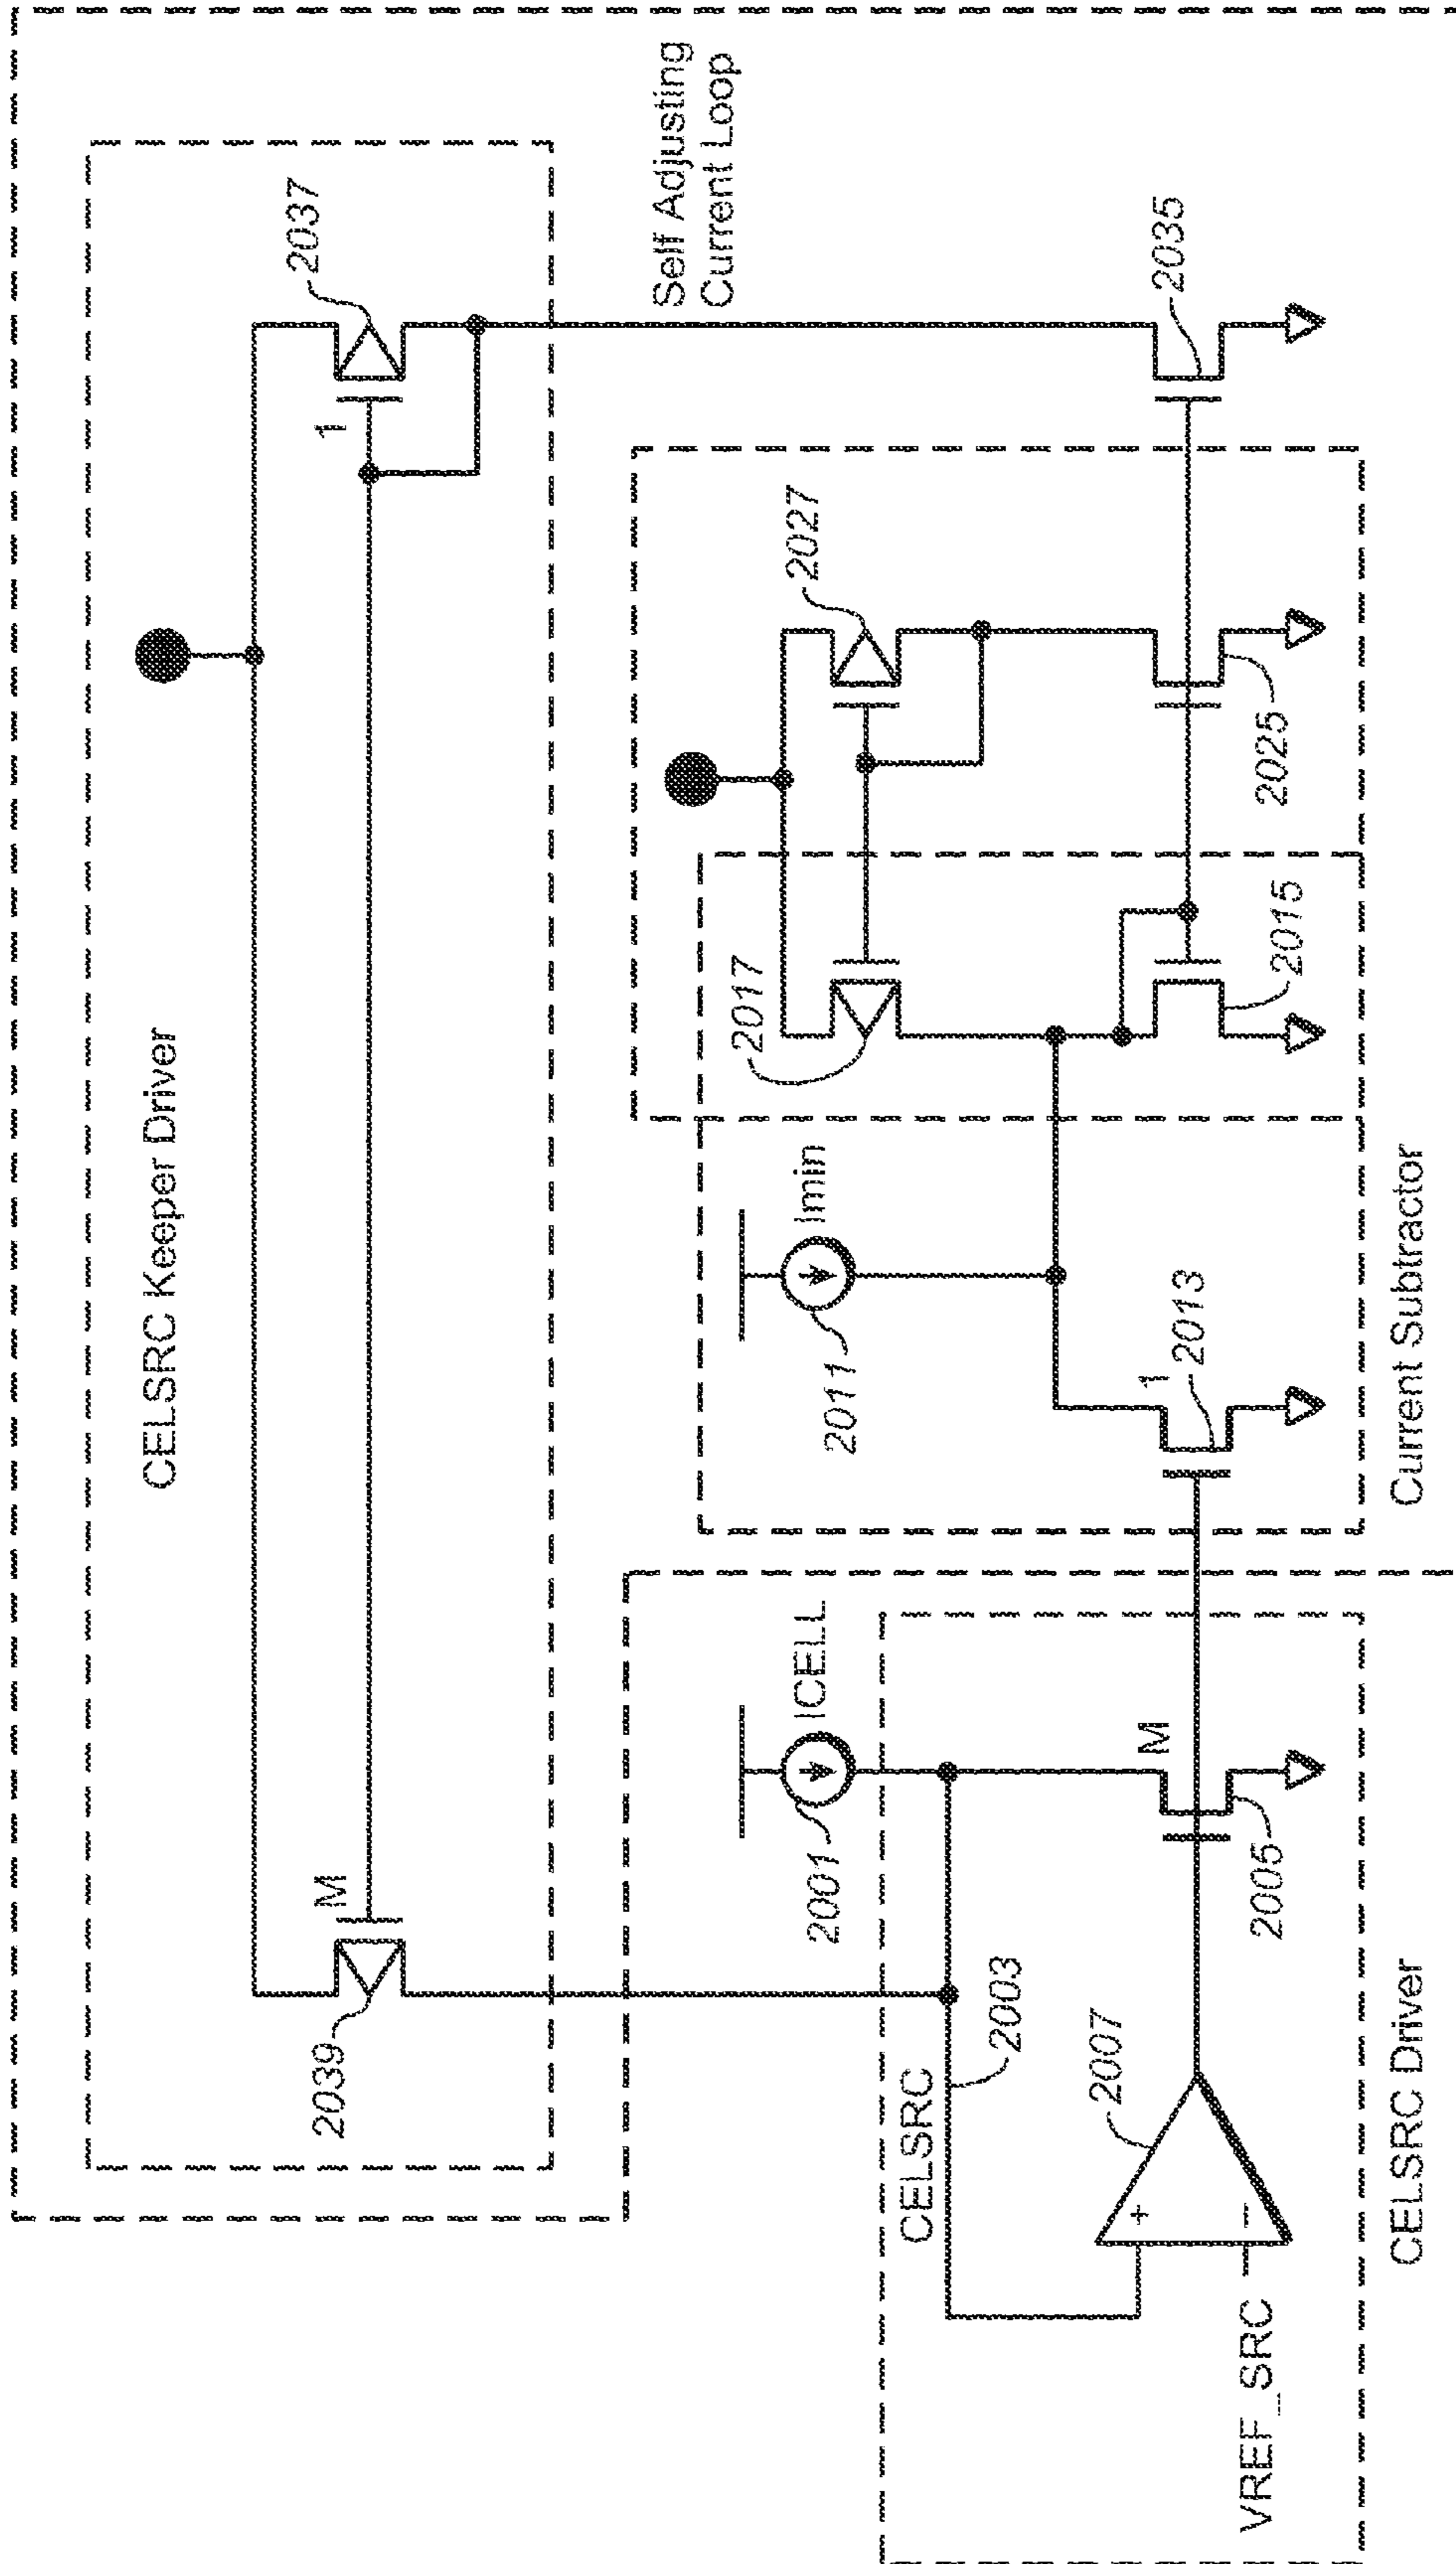 CELSRC Keeper Driver
2037
1
M
2039
Self Adjusting
Current Loop
2035
2027
2017
2025
2015
Imin
2011
1
2013
Current Subtractor
ICELL
2001
M
2005
CELSRC
2003
2007
+
−
VREF_SRC
CELSRC Driver